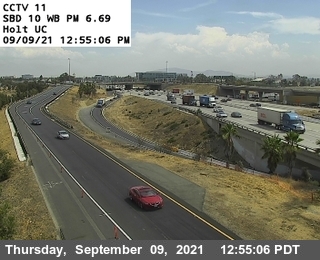 CCTV 11
SBD 10 WB PM 6.69
Holt UC
09/09/21 12:55:06 PM
Thursday, September 09, 2021 12:55:06 PDT